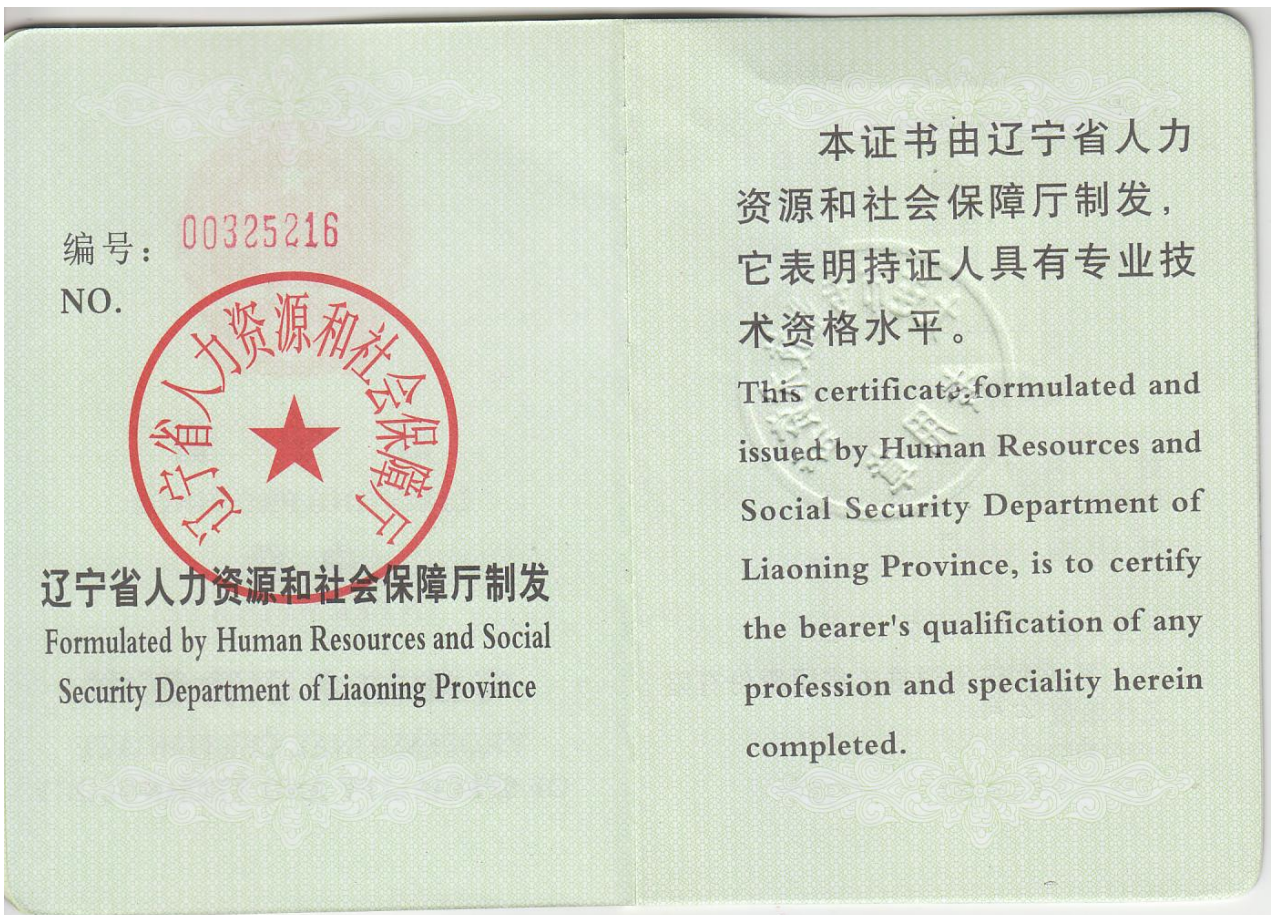 编号：00325216
NO.
辽宁省人力资源和社会保障厅
辽宁省人力资源和社会保障厅制发
Formulated by Human Resources and Social
Security Department of Liaoning Province
本证书由辽宁省人力
资源和社会保障厅制发，
它表明持证人具有专业技
术资格水平。
This certificate,formulated and
issued by Human Resources and
Social Security Department of
Liaoning Province, is to certify
the bearer's qualification of any
profession and speciality herein
completed.